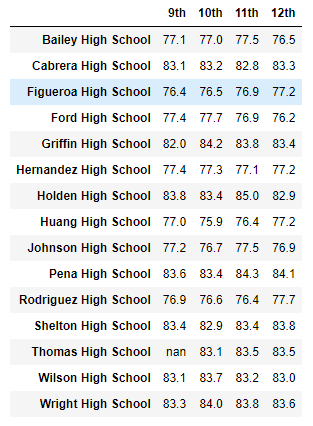 9th 10th 11th 12th
Bailey High School 77.1 77.0 77.5 76.5
Cabrera High School 83.1 83.2 82.8 83.3
Figueroa High School 76.4 76.5 76.9 77.2
Ford High School 77.4 77.7 76.9 76.2
Griffin High School 82.0 84.2 83.8 83.4
Hernandez High School 77.4 77.3 77.1 77.2
Holden High School 83.8 83.4 85.0 82.9
Huang High School 77.0 75.9 76.4 77.2
Johnson High School 77.2 76.7 77.5 76.9
Pena High School 83.6 83.4 84.3 84.1
Rodriguez High School 76.9 76.6 76.4 77.7
Shelton High School 83.4 82.9 83.4 83.8
Thomas High School nan 83.1 83.5 83.5
Wilson High School 83.1 83.7 83.2 83.0
Wright High School 83.3 84.0 83.8 83.6